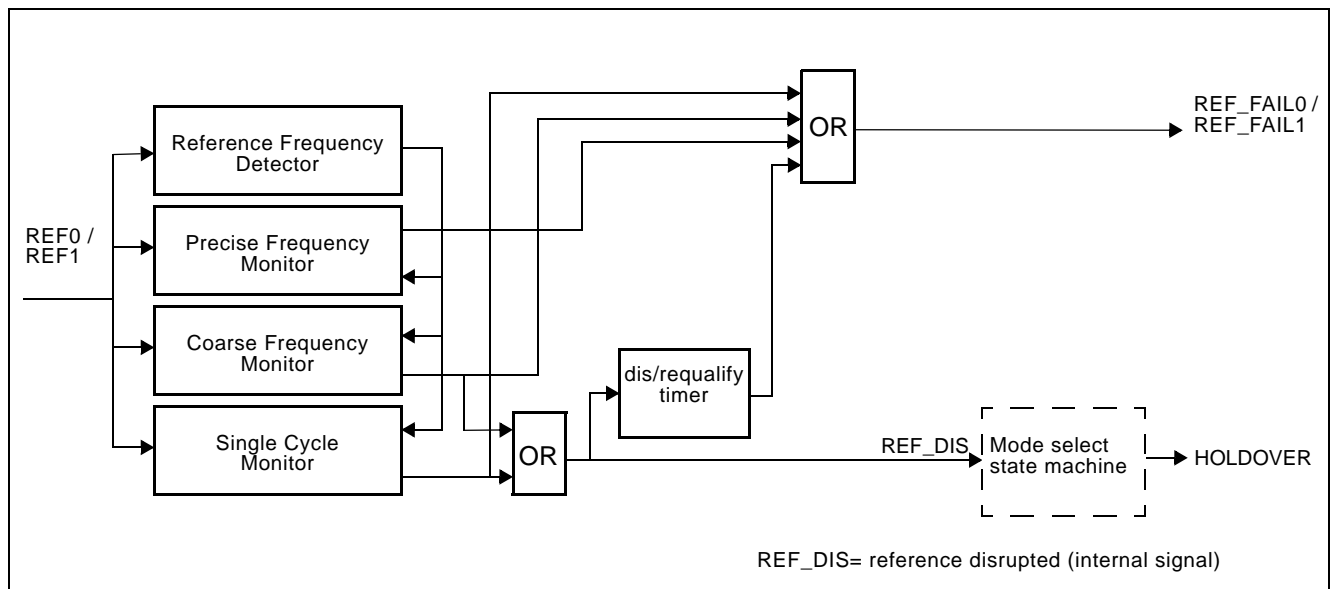 REF0 /
REF1
Reference Frequency
Detector
Precise Frequency
Monitor
Coarse Frequency
Monitor
Single Cycle
Monitor
OR
dis/requalify
timer
OR
REF_FAIL0 /
REF_FAIL1
REF_DIS
Mode select
state machine
HOLDOVER
REF_DIS= reference disrupted (internal signal)